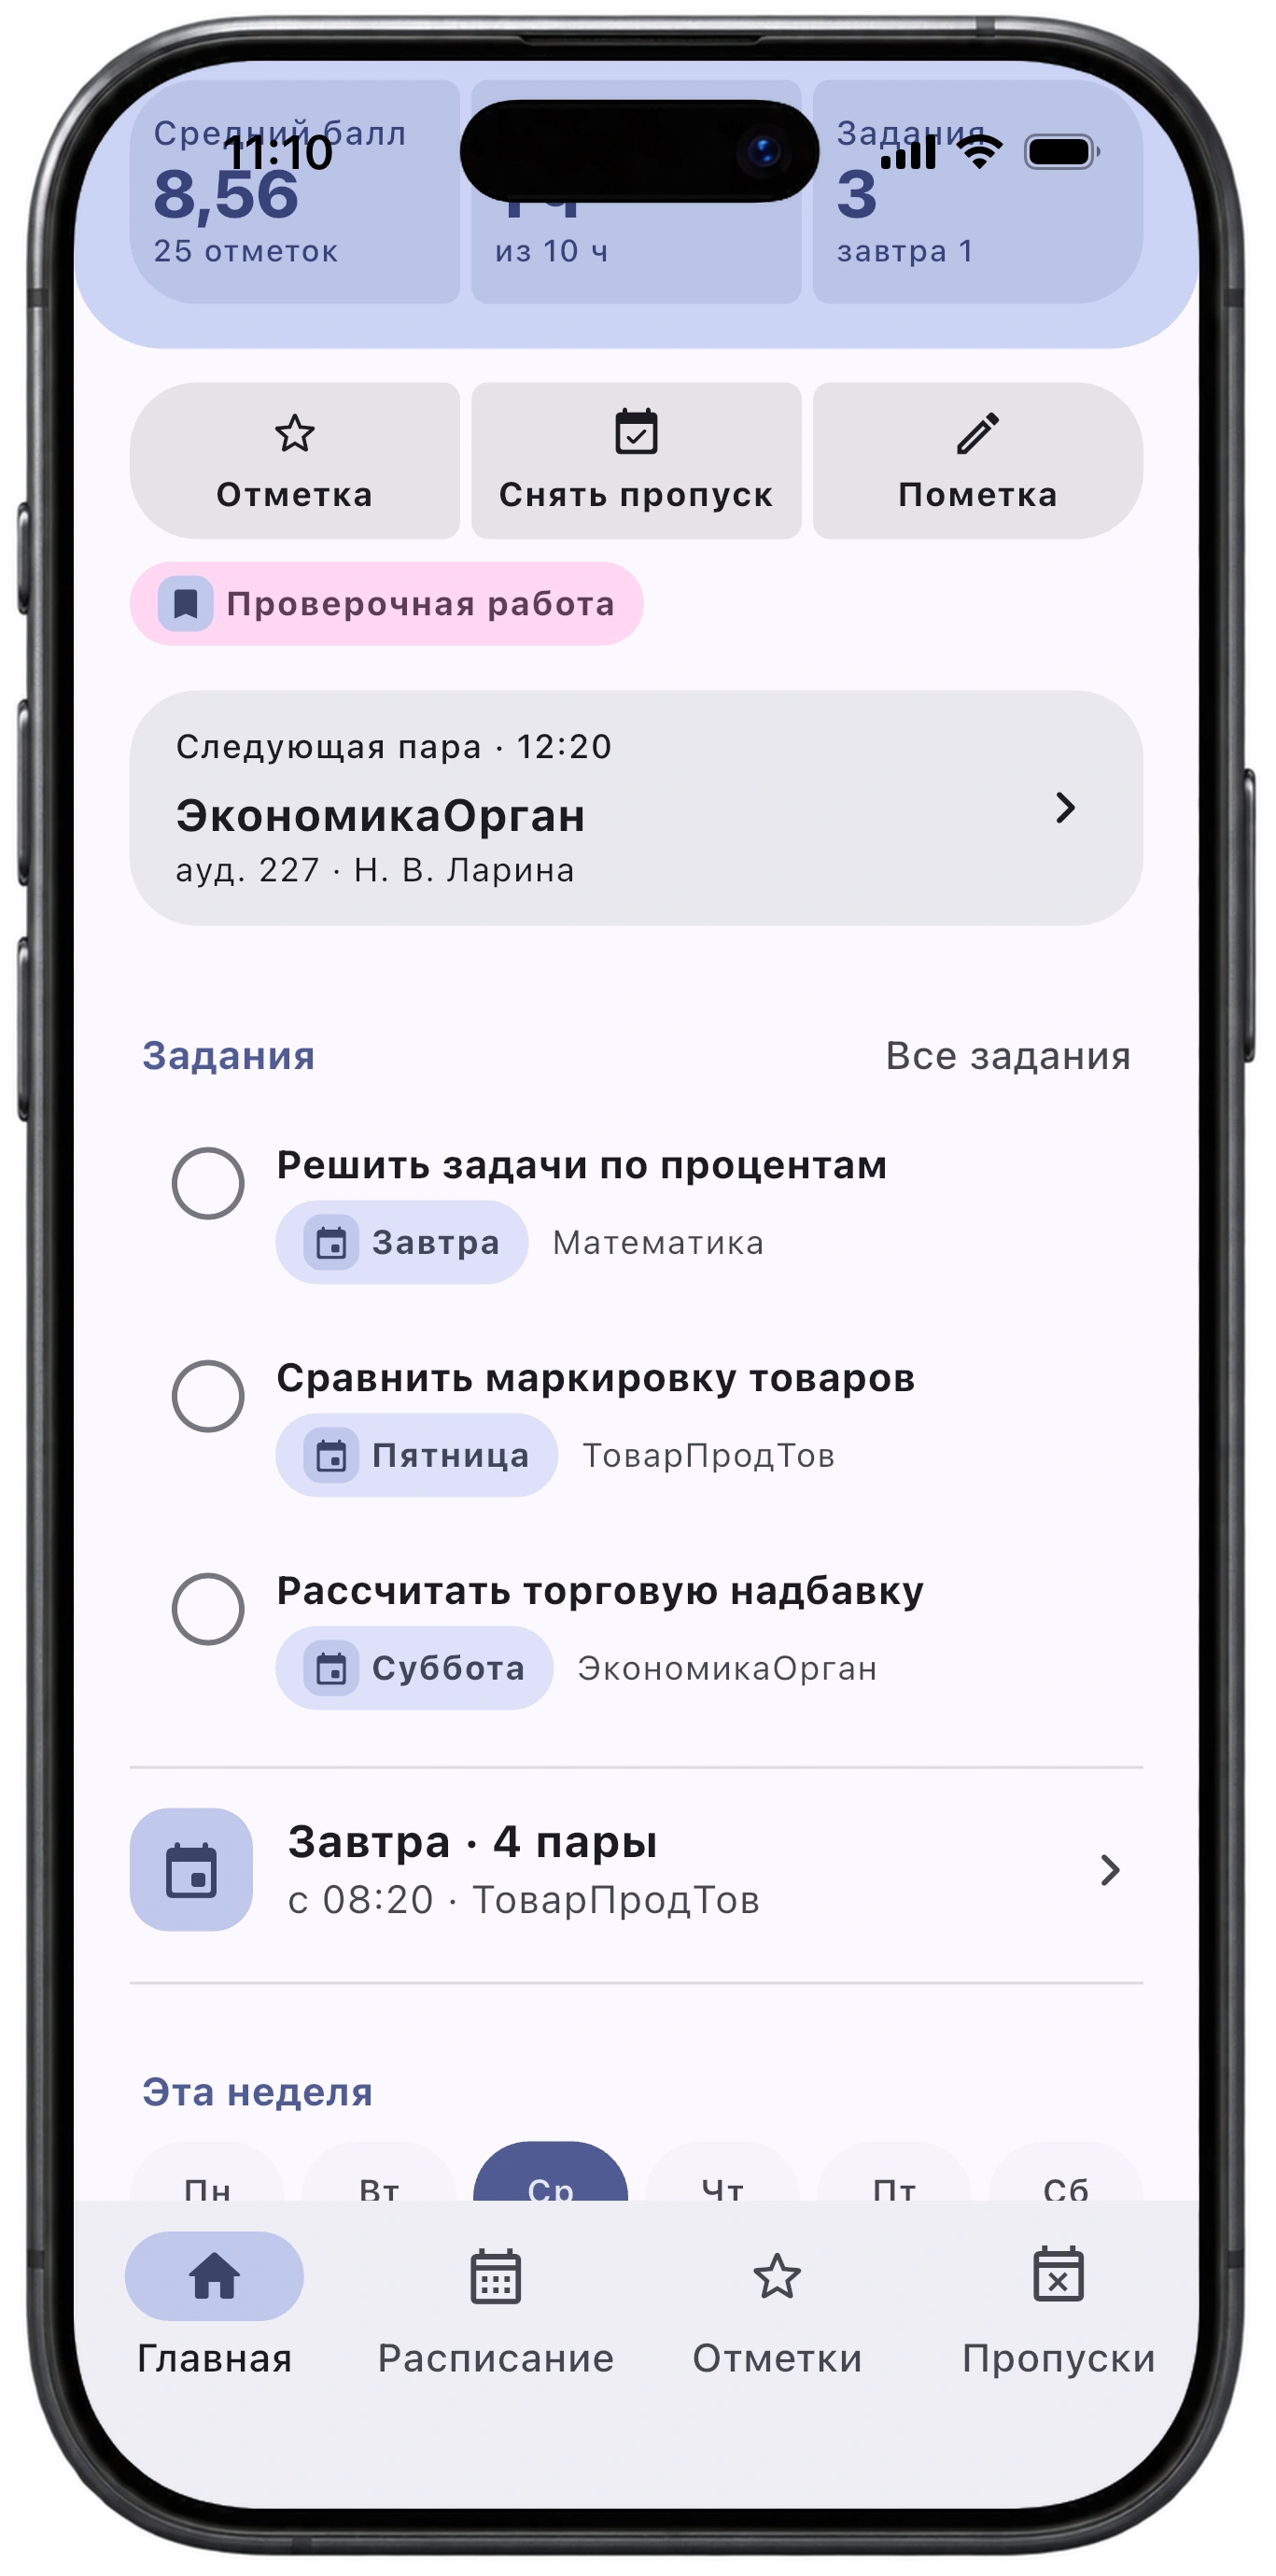 11:10
Средний балл
8,56
25 отметок
из 10 ч
Задания
3
завтра 1
Отметка
Снять пропуск
Пометка
Проверочная работа
Следующая пара · 12:20
ЭкономикаОрган
ауд. 227 · Н. В. Ларина
Задания
Все задания
Решить задачи по процентам
Завтра
Математика
Сравнить маркировку товаров
Пятница
ТоварПродТов
Рассчитать торговую надбавку
Суббота
ЭкономикаОрган
Завтра · 4 пары
с 08:20 · ТоварПродТов
Эта неделя
Пн
Вт
Ср
Чт
Пт
Сб
Главная
Расписание
Отметки
Пропуски